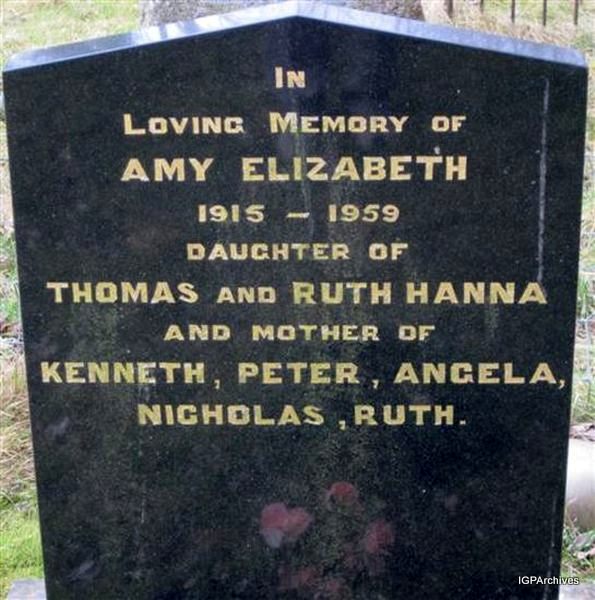 IN
LOVING MEMORY OF
AMY ELIZABETH
1915 – 1959
DAUGHTER OF
THOMAS AND RUTH HANNA
AND MOTHER OF
KENNETH, PETER, ANGELA,
NICHOLAS, RUTH.
IGPArchives